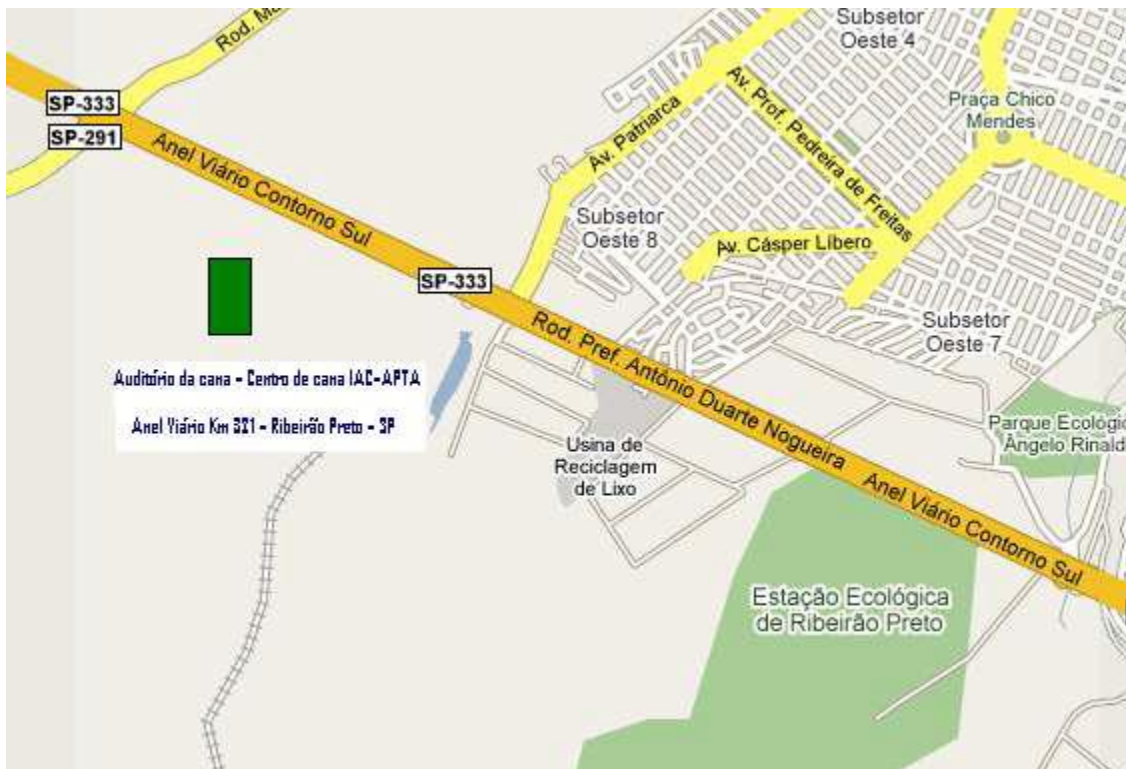 Subsetor
Oeste 4
Rod. M
SP-333
SP-291
Anel Viário Contorno Sul
Av. Patriarca
Av. Prof. Pedreira de Freitas
Praça Chico
Mendes
Subsetor
Oeste 8
Av. Cásper Líbero
SP-333
Rod. Pref. Antônio Duarte Nogueira
Subsetor
Oeste 7
Auditório da cana - Centro de cana IAC-APTA
Anel Viário Km 321 - Ribeirão Preto - SP
Usina de
Reciclagem
de Lixo
Parque Ecológic
Ângelo Rinald
Anel Viário Contorno Sul
Estação Ecológica
de Ribeirão Preto